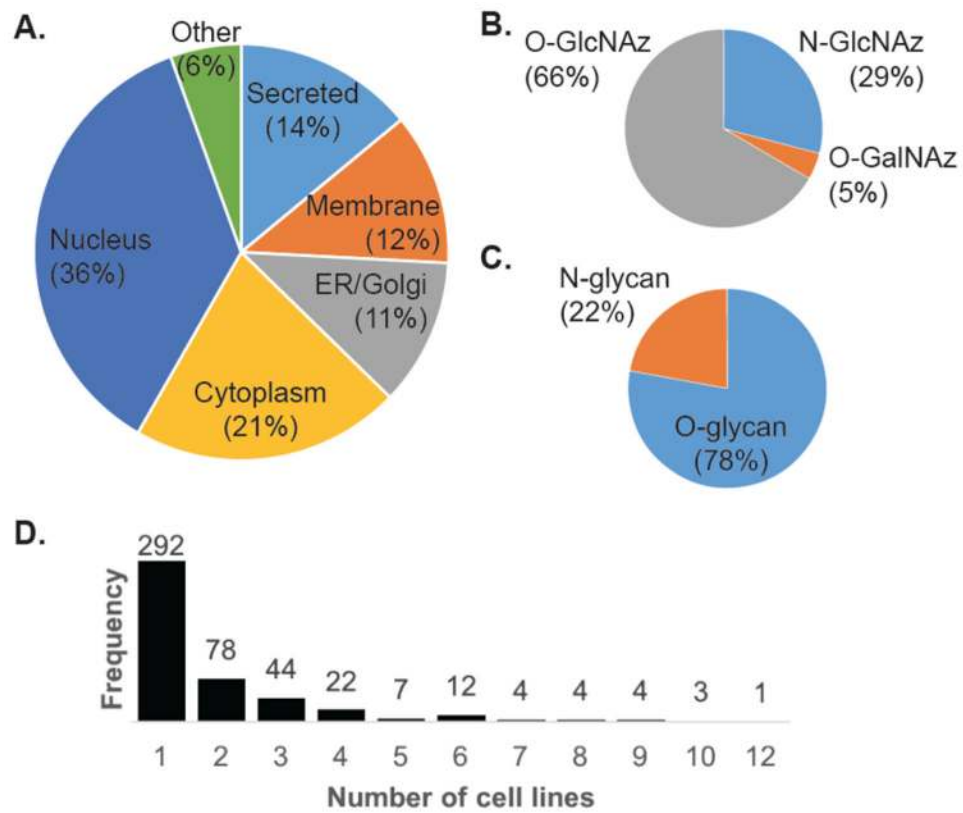 A.
Other
(6%)
Secreted
(14%)
Membrane
(12%)
ER/Golgi
(11%)
Cytoplasm
(21%)
Nucleus
(36%)
B.
O-GlcNAz
(66%)
N-GlcNAz
(29%)
O-GalNAz
(5%)
C.
N-glycan
(22%)
O-glycan
(78%)
D.
Frequency
292 78 44 22 7 12 4 4 4 3 1
1 2 3 4 5 6 7 8 9 10 12
Number of cell lines